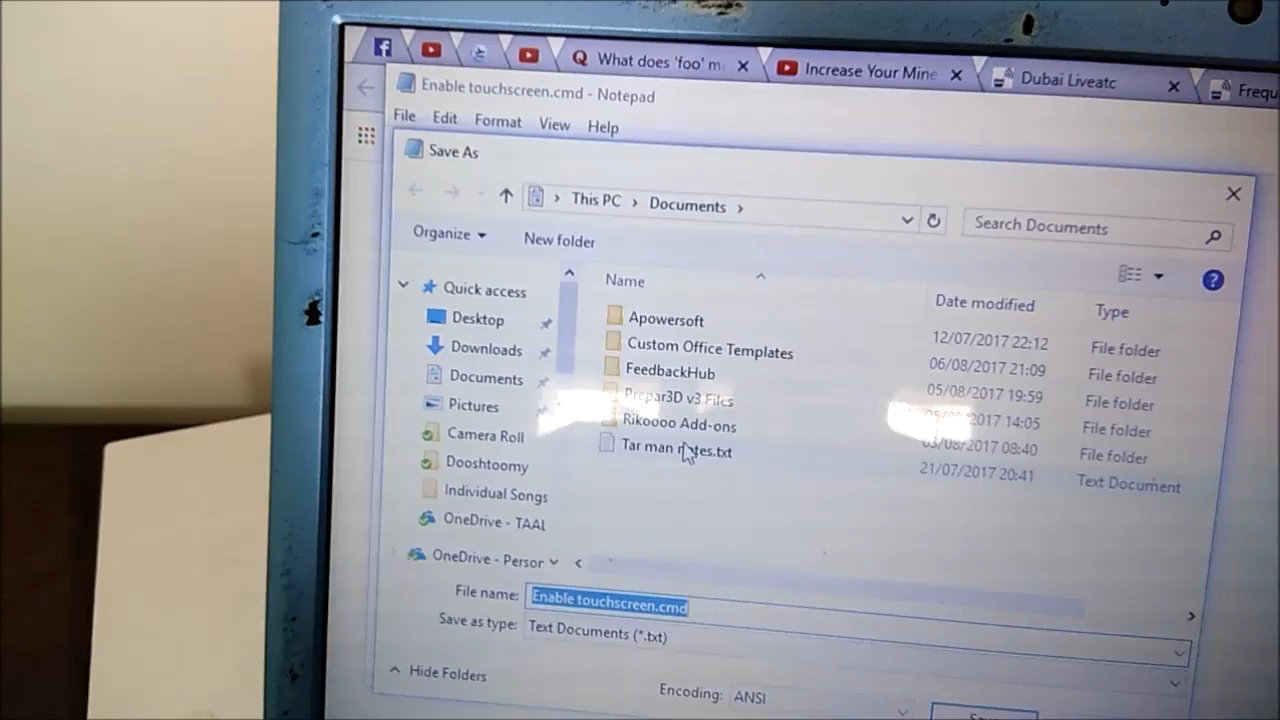 What does 'foo' m
Increase Your Mine
Dubai Liveatc
Frequ
Enable touchscreen.cmd - Notepad
File Edit Format View Help
Save As
This PC > Documents >
Search Documents
Organize
New folder
Name
Date modified
Type
Quick access
Desktop
Downloads
Documents
Pictures
Camera Roll
Dooshtoomy
Individual Songs
OneDrive - TAAL
OneDrive - Persor
Apowersoft
12/07/2017 22:12
File folder
Custom Office Templates
06/08/2017 21:09
File folder
FeedbackHub
05/08/2017 19:59
File folder
Prepar3D v3 Files
14:05
File folder
Rikoooo Add-ons
03/08/2017 08:40
File folder
Tar man
21/07/2017 20:41
Text Document
File name: Enable touchscreen.cmd
Save as type: Text Documents (*.txt)
Hide Folders
Encoding: ANSI